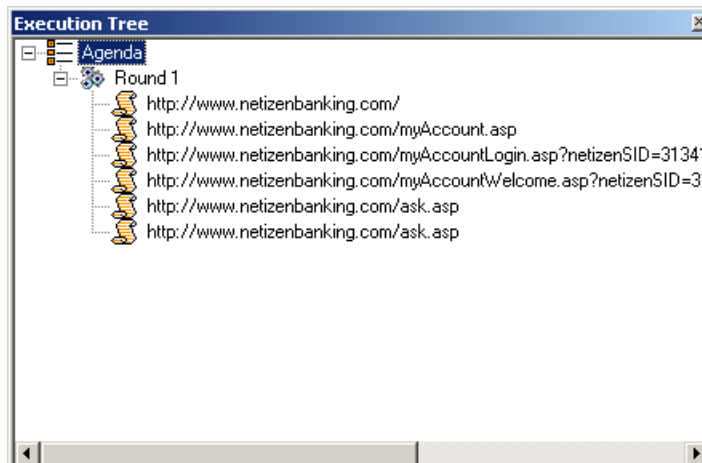 Execution Tree
Agenda
Round 1
http://www.netizenbanking.com/
http://www.netizenbanking.com/myAccount.asp
http://www.netizenbanking.com/myAccountLogin.asp?netizenSID=31341
http://www.netizenbanking.com/myAccountWelcome.asp?netizenSID=3
http://www.netizenbanking.com/ask.asp
http://www.netizenbanking.com/ask.asp